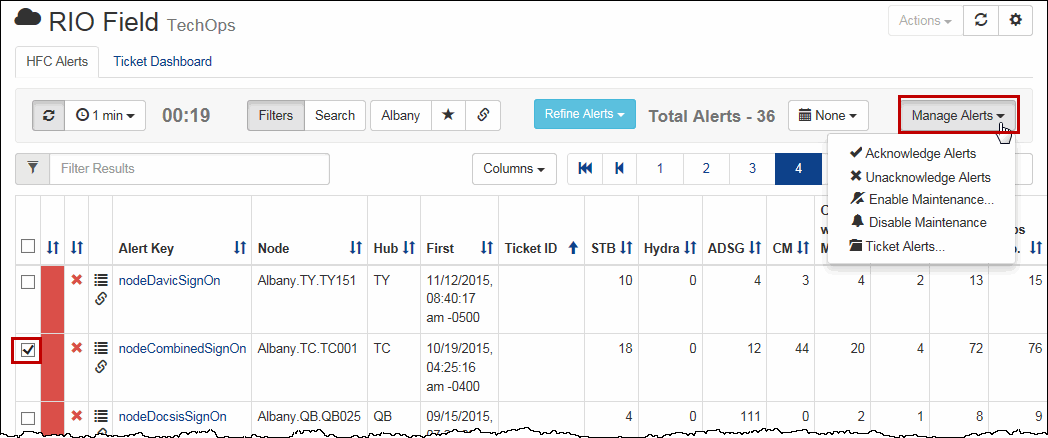 RIO Field TechOps
Actions
HFC Alerts
Ticket Dashboard
1 min
00:19
Filters
Search
Albany
Refine Alerts
Total Alerts - 36
None
Manage Alerts
Acknowledge Alerts
Unacknowledge Alerts
Enable Maintenance...
Disable Maintenance
Ticket Alerts...
Filter Results
Columns
1 2 3 4
Alert Key Node Hub First Ticket ID STB Hydra ADSG CM
nodeDavicSignOn Albany.TY.TY151 TY 11/12/2015, 10 0 4 3 4 2 13 15
08:40:17
am -0500
nodeCombinedSignOn Albany.TC.TC001 TC 10/19/2015, 18 0 12 44 20 4 72 76
04:25:16
am -0400
nodeDocsisSignOn Albany.QB.QB025 QB 09/15/2015, 4 0 111 0 2 1 8 9